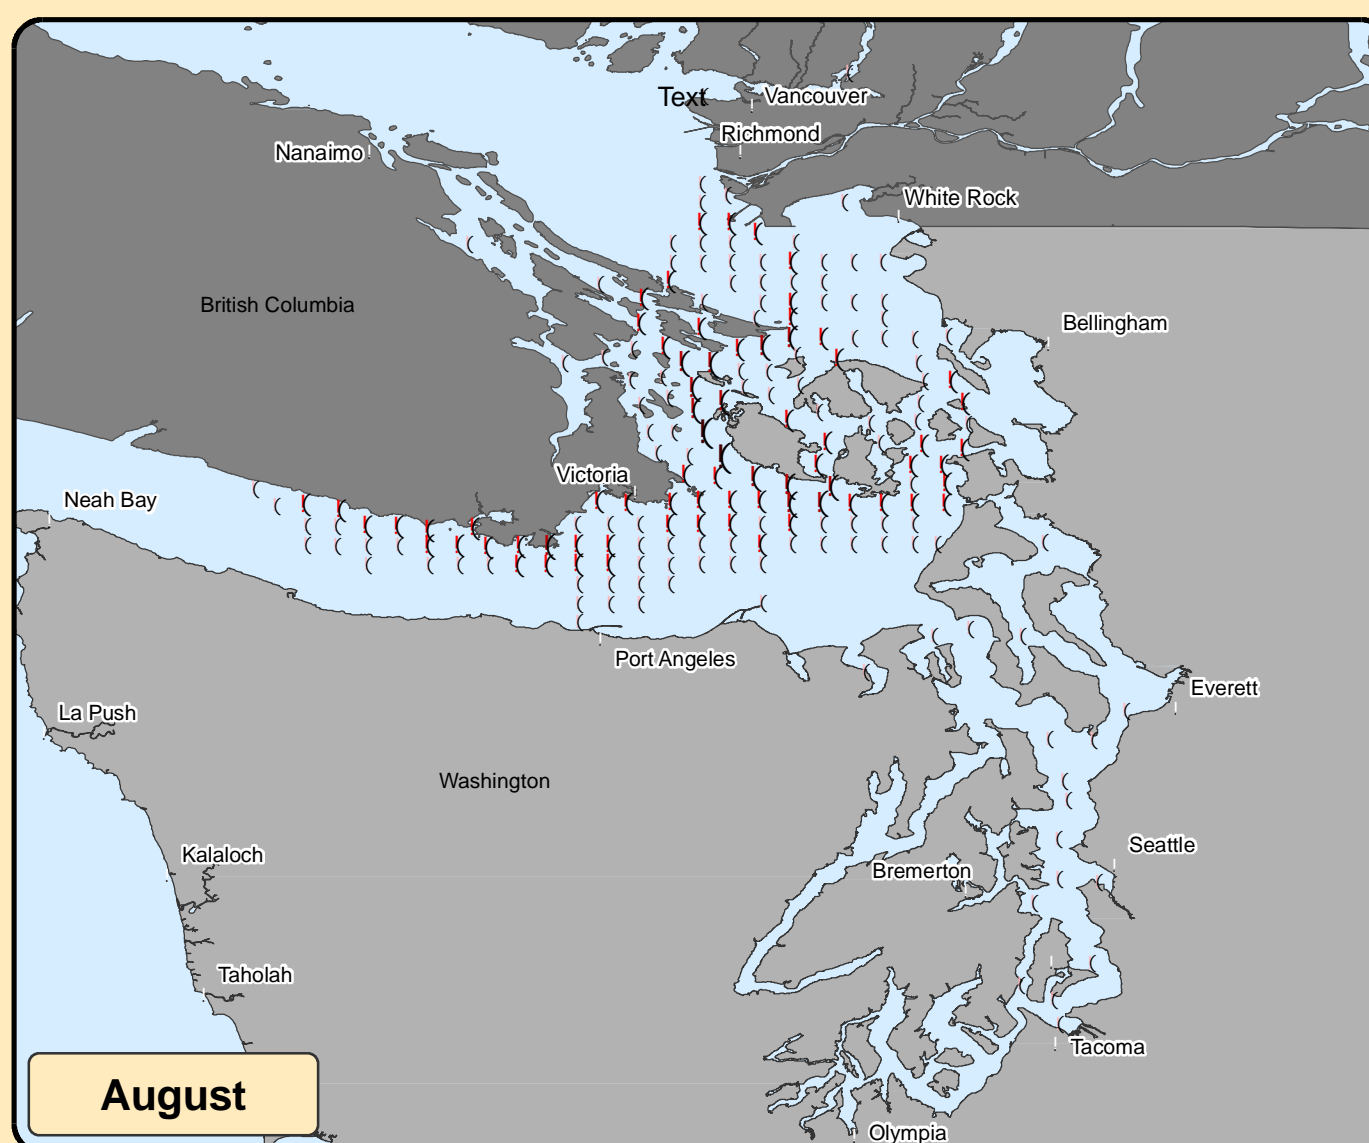 Text
Vancouver
Richmond
Nanaimo
White Rock
British Columbia
Bellingham
Victoria
Neah Bay
Port Angeles
Everett
La Push
Washington
Seattle
Kalaloch
Bremerton
Taholah
Tacoma
August
Olympia